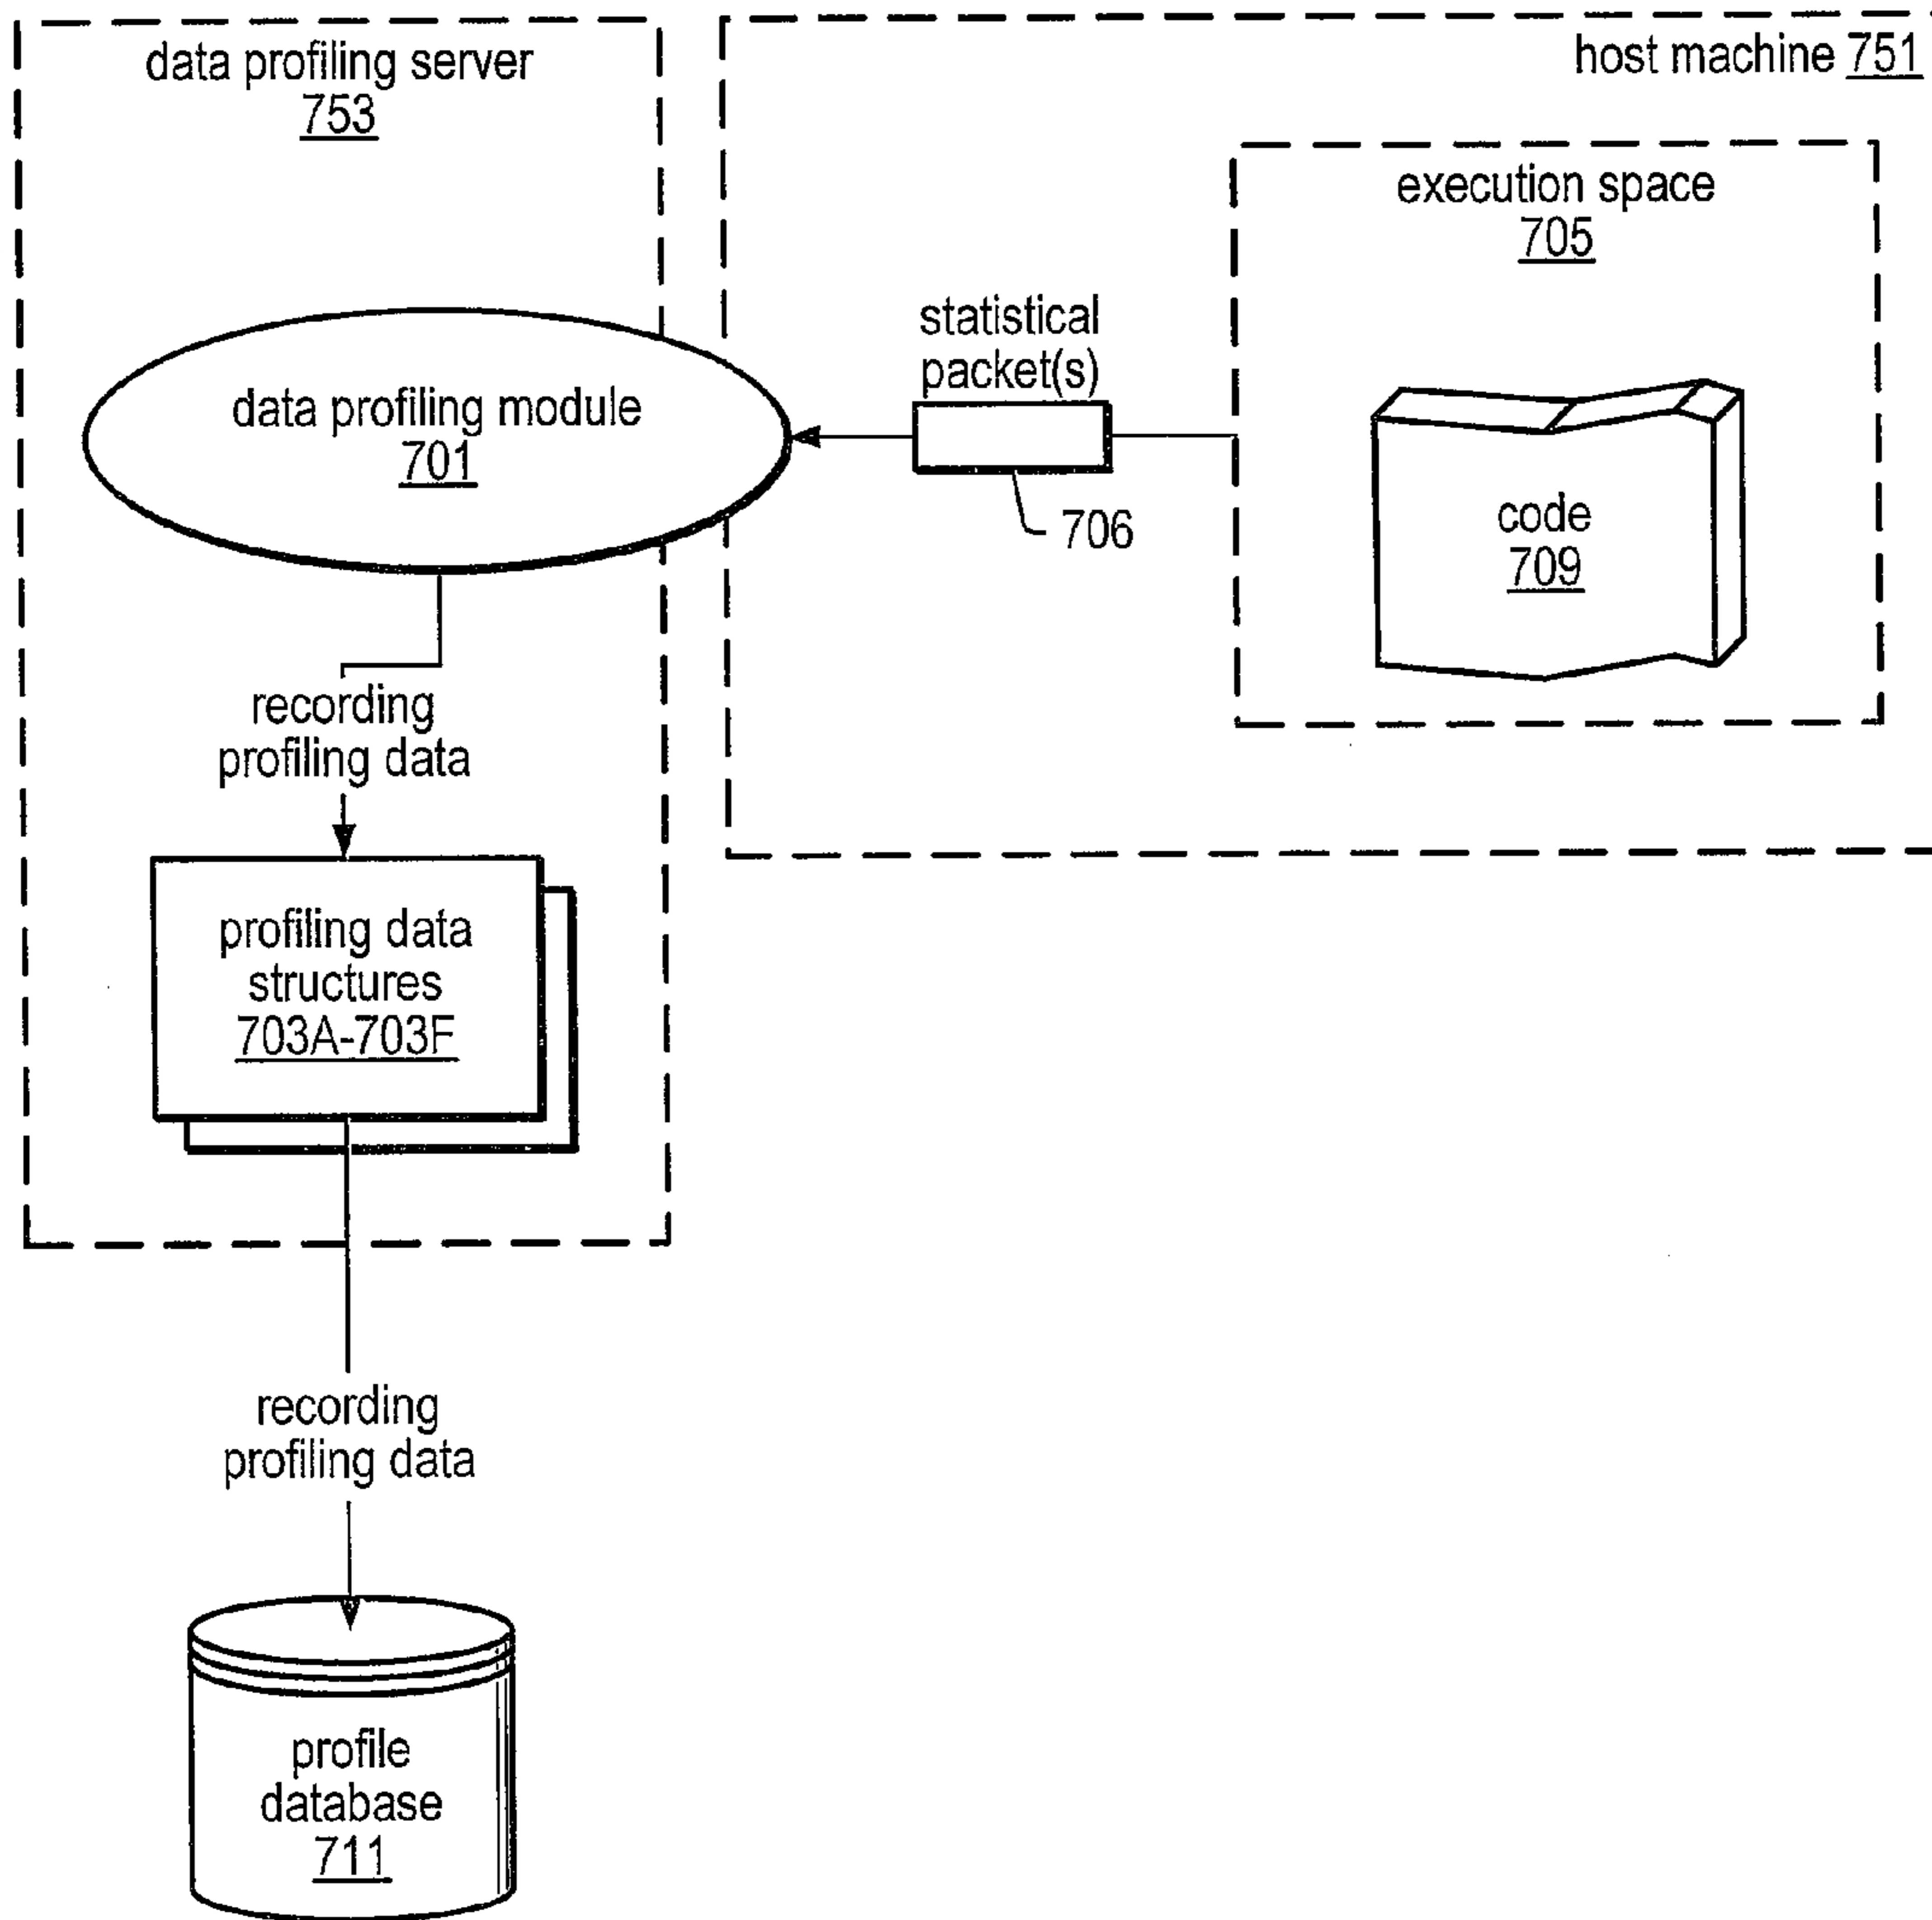 data profiling server
753
host machine 751
execution space
705
statistical
packet(s)
706
data profiling module
701
code
709
recording
profiling data
profiling data
structures
703A-703F
recording
profiling data
profile
database
711